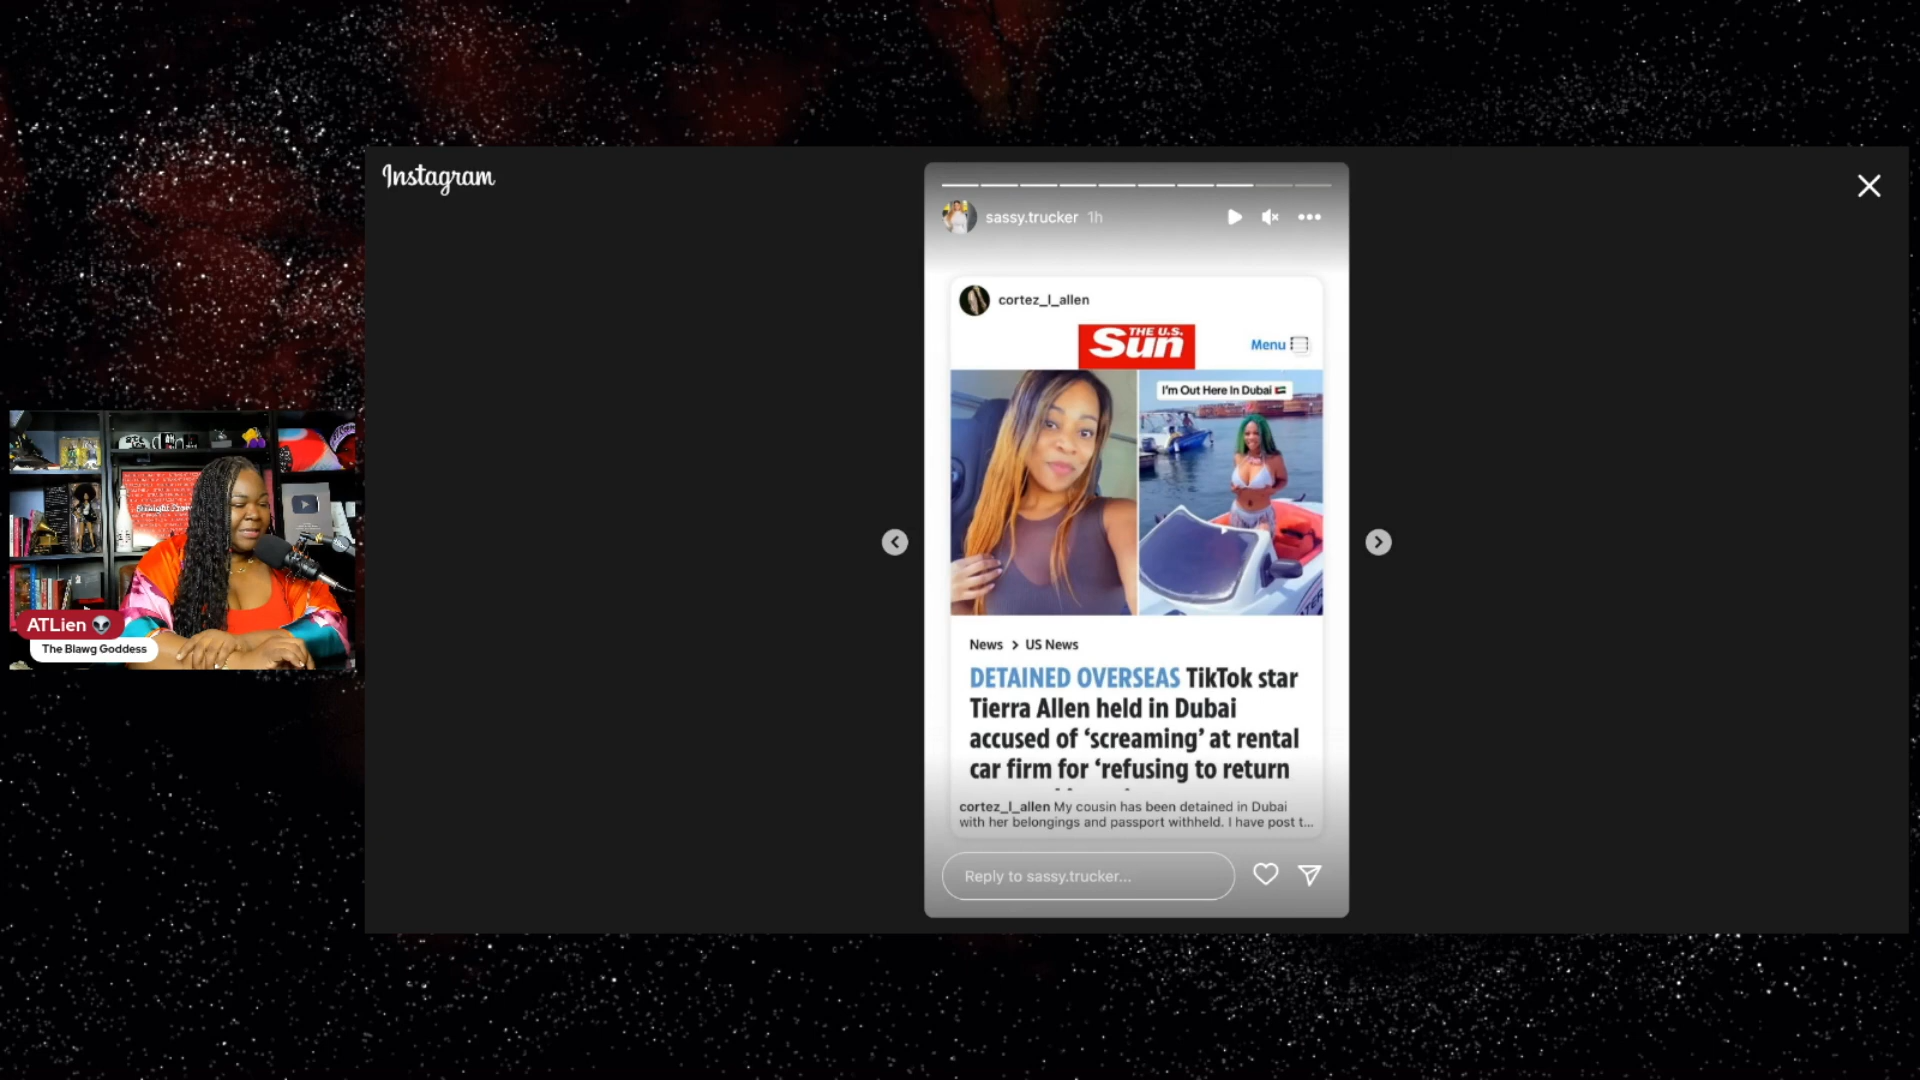 Instagram
sassy.trucker 1h
cortez_l_allen
THE U.S.
Sun
Menu
I'm Out Here In Dubai
News > US News
DETAINED OVERSEAS TikTok star
Tierra Allen held in Dubai
accused of ‘screaming’ at rental
car firm for ‘refusing to return
cortez_l_allen My cousin has been detained in Dubai
with her belongings and passport withheld. I have post t...
Reply to sassy.trucker...
ATLien
The Blawg Goddess